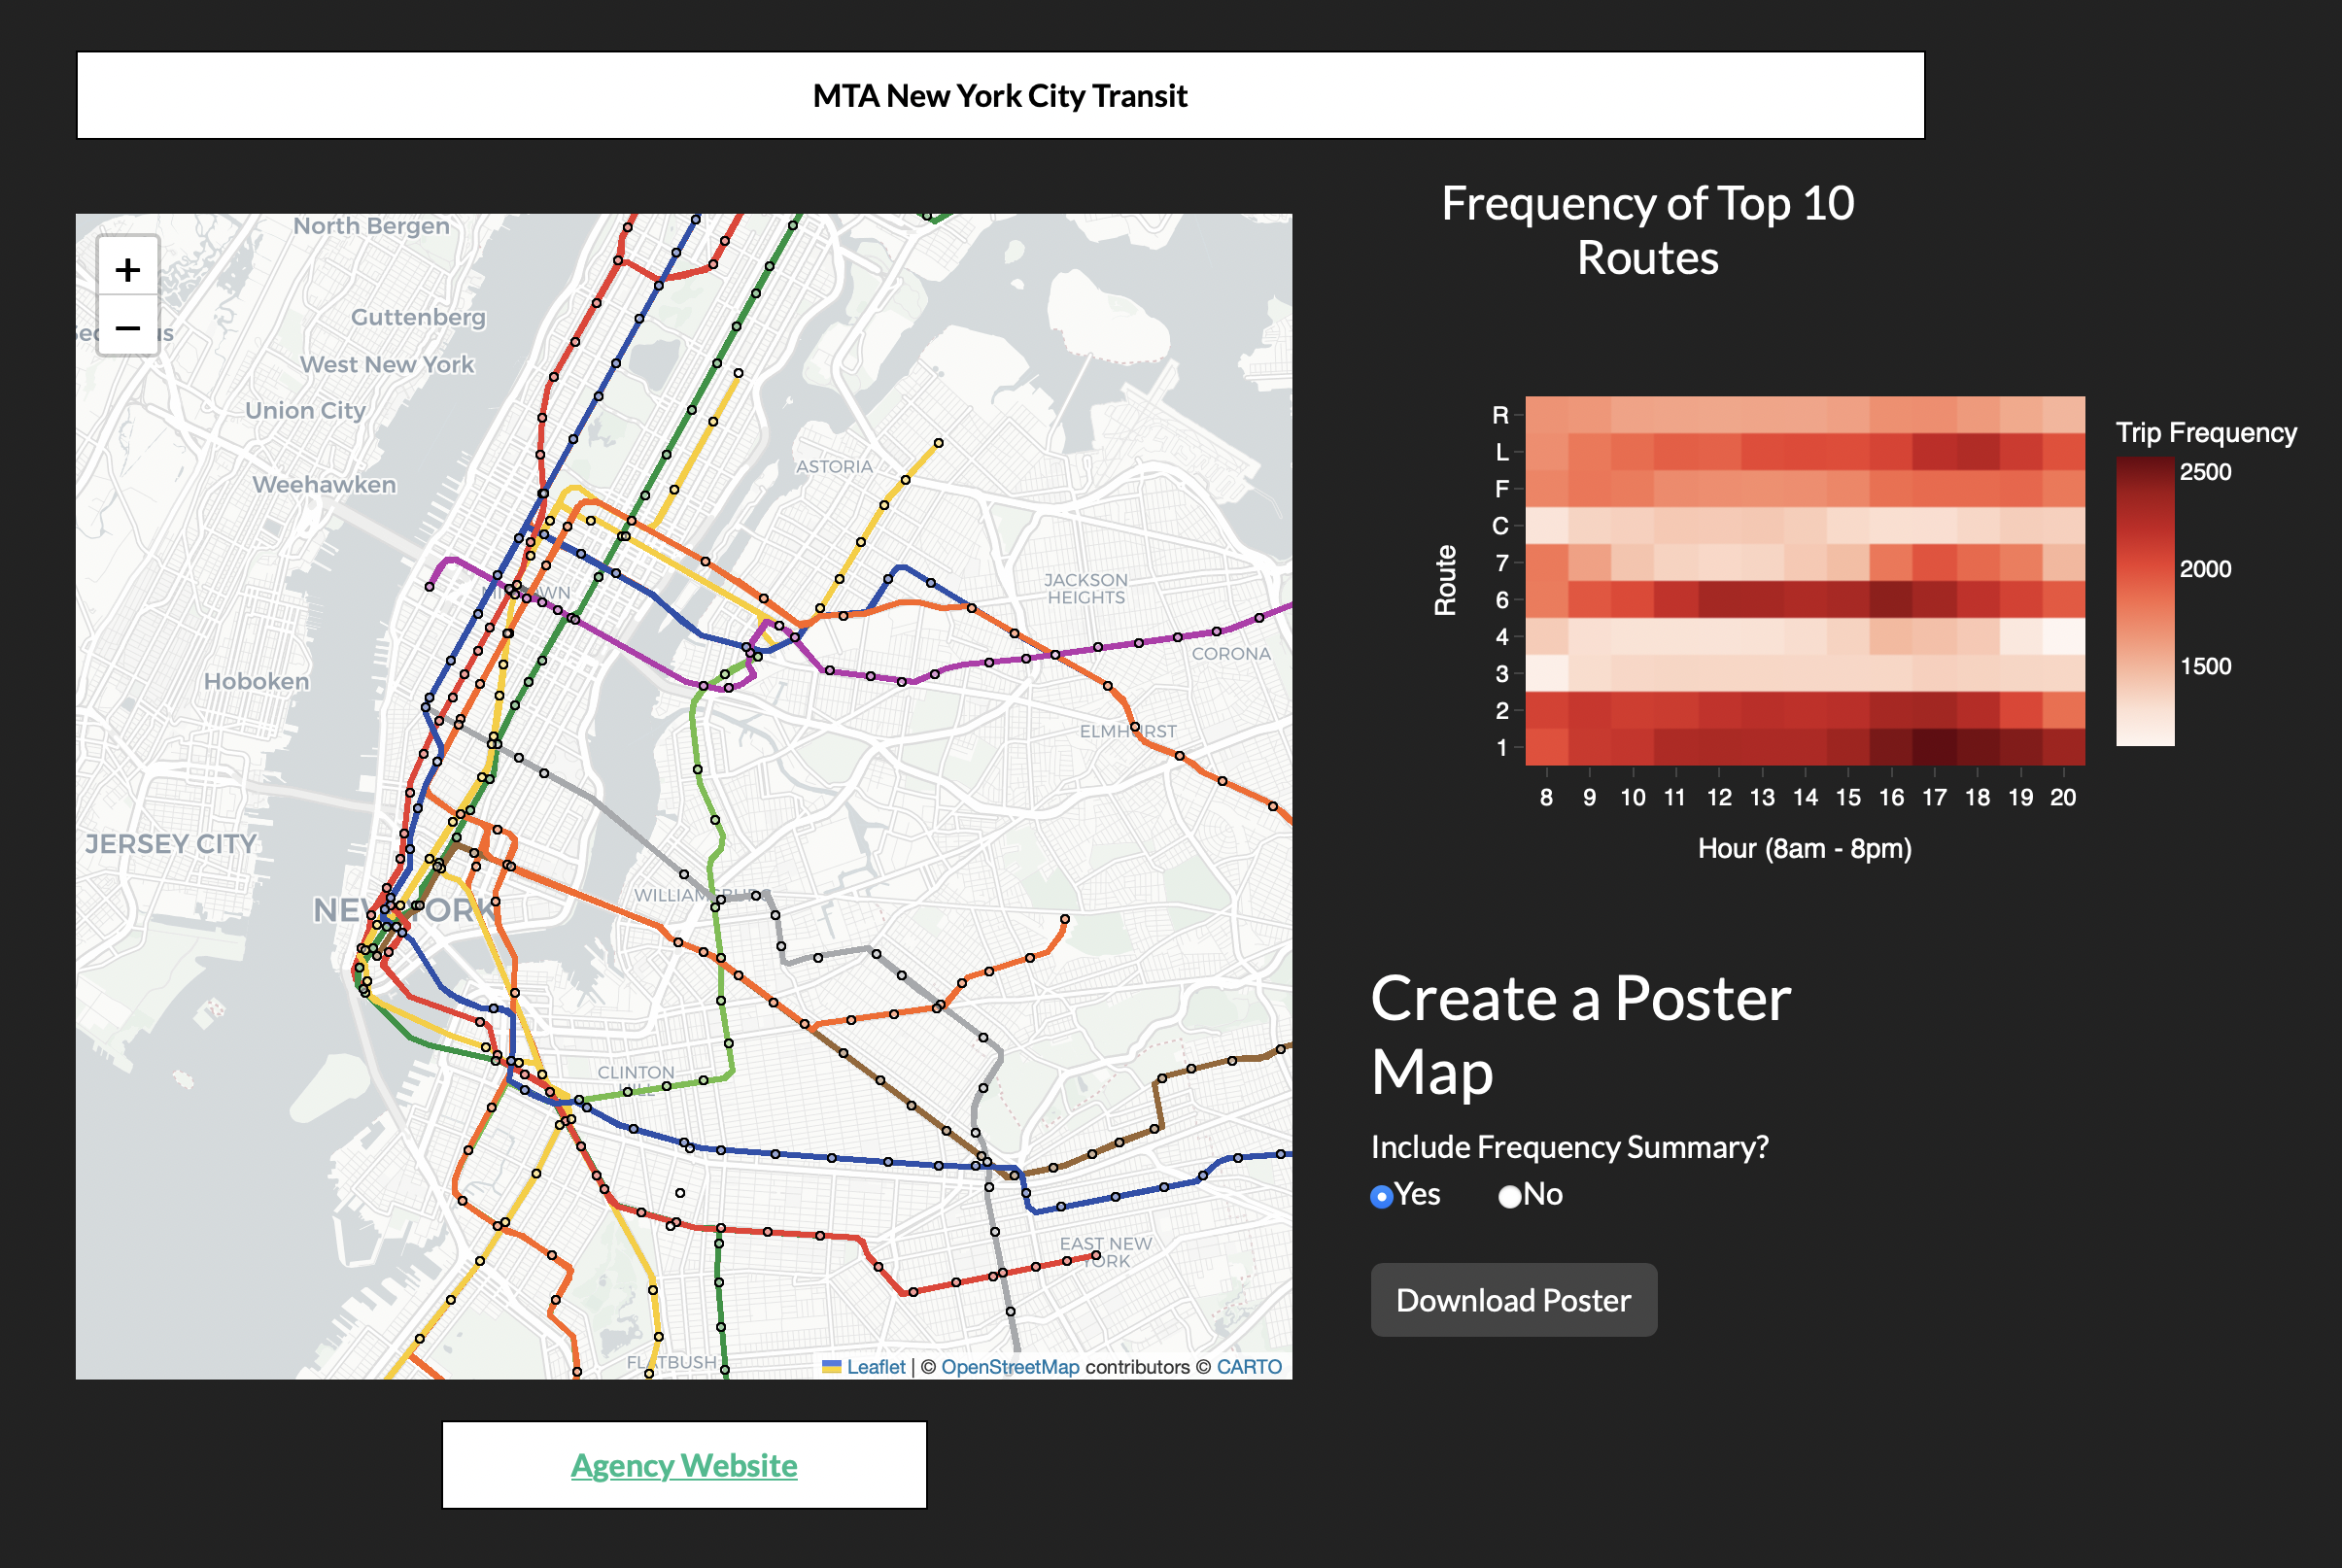 MTA New York City Transit
+
−
North Bergen
Guttenberg
West New York
Union City
Weehawken
ASTORIA
JACKSON
HEIGHTS
CORONA
Hoboken
ELMHURST
JERSEY CITY
WILLIAMSBURG
NEW YORK
CLINTON
HILL
EAST NEW
YORK
FLATBUSH
Leaflet | © OpenStreetMap contributors © CARTO
Agency Website
Frequency of Top 10
Routes
Route
R
L
F
C
7
6
4
3
2
1
8 9 10 11 12 13 14 15 16 17 18 19 20
Hour (8am - 8pm)
Trip Frequency
2500
2000
1500
Create a Poster
Map
Include Frequency Summary?
Yes No
Download Poster